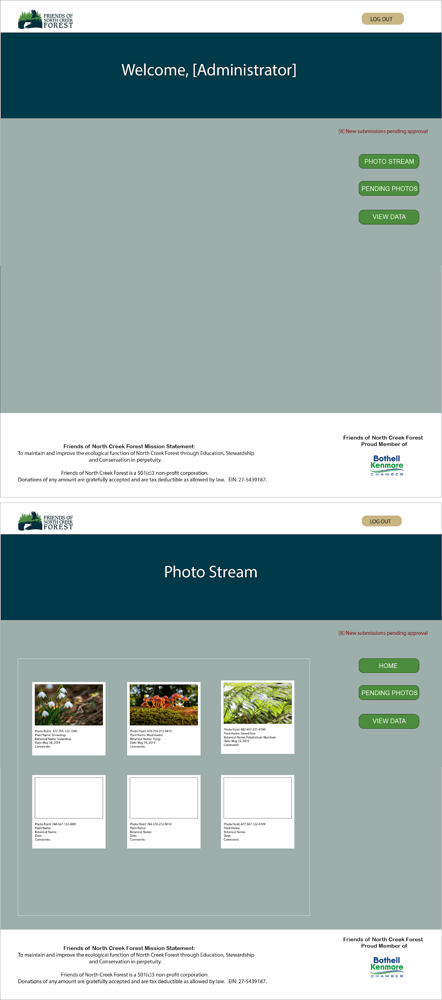 FRIENDS OF
NORTH CREEK
FOREST
LOG OUT
Welcome, [Administrator]
[8] New submissions pending approval
PHOTO STREAM
PENDING PHOTOS
VIEW DATA
Friends of North Creek Forest Mission Statement:
To maintain and improve the ecological function of North Creek Forest through Education, Stewardship
and Conservation in perpetuity.
Friends of North Creek Forest is a 501(c)3 non-profit corporation.
Donations of any amount are gratefully accepted and are tax deductible as allowed by law. EIN: 27-5439187.
Friends of North Creek Forest
Proud Member of
Bothell
Kenmore
CHAMBER
FRIENDS OF
NORTH CREEK
FOREST
LOG OUT
Photo Stream
[8] New submissions pending approval
HOME
PENDING PHOTOS
VIEW DATA
Photo Point: 477-765-122-1940
Plant Name: Snowdrop
Botanical Name: Galanthus
Date: May 24, 2019
Comments:
Photo Point: 478-756-212-9410
Plant Name: Mushrooms
Botanical Name: Fungi
Date: May 15, 2019
Comments:
Photo Point: 487-657-221-4190
Plant Name: Sword Fern
Botanical Name: Polystichum Munitum
Date: May 15, 2019
Comments:
Photo Point: 748-567-122-4091
Plant Name:
Botanical Name:
Date:
Comments:
Photo Point: 784-576-212-9014
Plant Name:
Botanical Name:
Date:
Comments:
Photo Point: 477-567-122-4109
Plant Name:
Botanical Name:
Date:
Comments:
Friends of North Creek Forest Mission Statement:
To maintain and improve the ecological function of North Creek Forest through Education, Stewardship
and Conservation in perpetuity.
Friends of North Creek Forest is a 501(c)3 non-profit corporation.
Donations of any amount are gratefully accepted and are tax deductible as allowed by law. EIN: 27-5439187.
Friends of North Creek Forest
Proud Member of
Bothell
Kenmore
CHAMBER